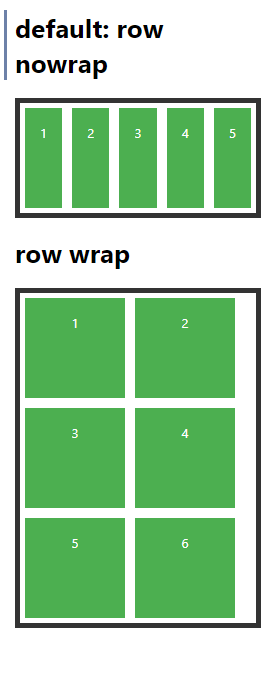 default: row
nowrap
1 2 3 4 5
row wrap
1 2
3 4
5 6